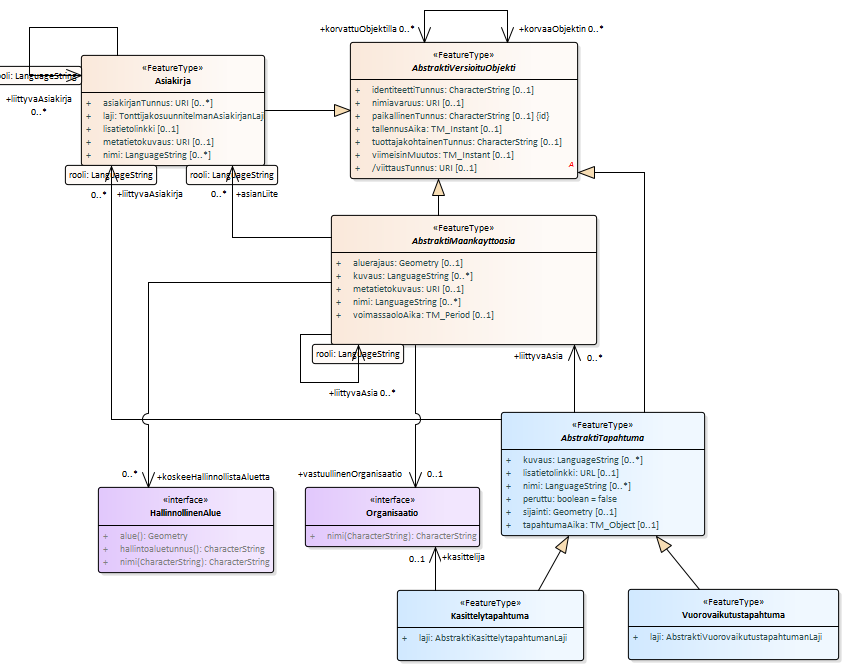 +korvattuObjektilla 0..*
+korvaaObjektin 0..*
«FeatureType»
AbstraktiVersioituObjekti
+ identiteettiTunnus: CharacterString [0..1]
+ nimiavaruus: URI [0..1]
+ paikallinenTunnus: CharacterString [0..1] {id}
+ tallennusAika: TM_Instant [0..1]
+ tuottajakohtainenTunnus: CharacterString [0..1]
+ viimeisinMuutos: TM_Instant [0..1]
+ /viittausTunnus: URI [0..1]
A
«FeatureType»
Asiakirja
+ asiakirjanTunnus: URI [0..*]
+ laji: TonttijakosuunnitelmanAsiakirjanLaji
+ lisatietolinkki [0..1]
+ metatietokuvaus: URI [0..1]
+ nimi: LanguageString [0..*]
oli: LanguageString
+liittyvaAsiakirja
0..*
rooli: LanguageString
0..*
+liittyvaAsiakirja
rooli: LanguageString
0..*
+asianLiite
«FeatureType»
AbstraktiMaankayttoasia
+ aluerajaus: Geometry [0..1]
+ kuvaus: LanguageString [0..*]
+ metatietokuvaus: URI [0..1]
+ nimi: LanguageString [0..*]
+ voimassaoloAika: TM_Period [0..1]
rooli: LanguageString
+liittyvaAsia 0..*
+liittyvaAsia
0..*
«FeatureType»
AbstraktiTapahtuma
+ kuvaus: LanguageString [0..*]
+ lisatietolinkki: URL [0..1]
+ nimi: LanguageString [0..*]
+ peruttu: boolean = false
+ sijainti: Geometry [0..1]
+ tapahtumaAika: TM_Object [0..1]
0..*
+koskeeHallinnollistaAluetta
«interface»
HallinnollinenAlue
+ alue(): Geometry
+ hallintoaluetunnus(): CharacterString
+ nimi(CharacterString): CharacterString
+vastuullinenOrganisaatio
0..1
«interface»
Organisaatio
+ nimi(CharacterString): CharacterString
0..1
+kasittelija
«FeatureType»
Kasittelytapahtuma
+ laji: AbstraktiKasittelytapahtumanLaji
«FeatureType»
Vuorovaikutustapahtuma
+ laji: AbstraktiVuorovaikutustapahtumanLaji